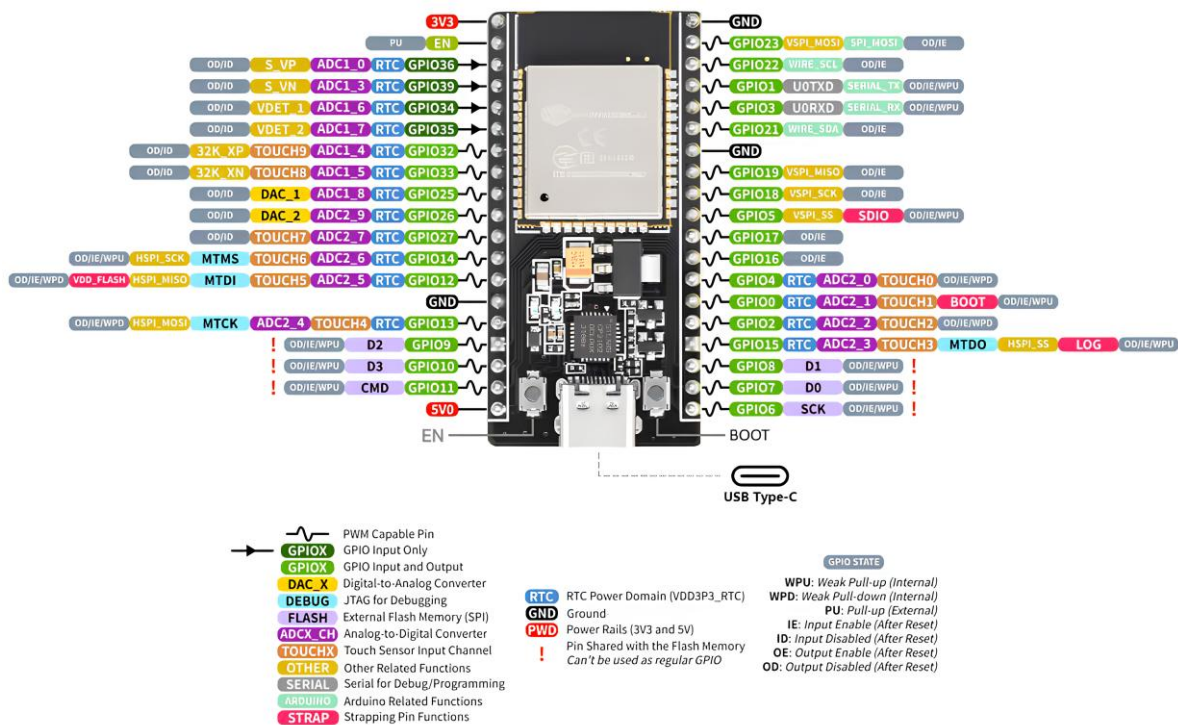 3V3 GND
PU EN GPIO23 VSPI_MOSI SPI_MOSI OD/IE
OD/ID S_VP ADC1_0 RTC GPIO36 GPIO22 WIRE_SCL OD/IE
OD/ID S_VN ADC1_3 RTC GPIO39 GPIO1 U0TXD SERIAL_TX OD/IE/WPU
OD/ID VDET_1 ADC1_6 RTC GPIO34 GPIO3 U0RXD SERIAL_RX OD/IE/WPU
OD/ID VDET_2 ADC1_7 RTC GPIO35 GPIO21 WIRE_SDA OD/IE
OD/ID 32K_XP TOUCH9 ADC1_4 RTC GPIO32 GND
OD/ID 32K_XN TOUCH8 ADC1_5 RTC GPIO33 GPIO19 VSPI_MISO OD/IE
OD/ID DAC_1 ADC1_8 RTC GPIO25 GPIO18 VSPI_SCK OD/IE
OD/ID DAC_2 ADC2_9 RTC GPIO26 GPIO5 VSPI_SS SDIO OD/IE/WPU
OD/ID TOUCH7 ADC2_7 RTC GPIO27 GPIO17 OD/IE
OD/IE/WPU HSPI_SCK MTMS TOUCH6 ADC2_6 RTC GPIO14 GPIO16 OD/IE
OD/IE/WPD VDD_FLASH HSPI_MISO MTDI TOUCH5 ADC2_5 RTC GPIO12 GPIO4 RTC ADC2_0 TOUCH0 OD/IE/WPD
GND GPIO0 RTC ADC2_1 TOUCH1 BOOT OD/IE/WPU
OD/IE/WPD HSPI_MOSI MTCK ADC2_4 TOUCH4 RTC GPIO13 GPIO2 RTC ADC2_2 TOUCH2 OD/IE/WPD
! OD/IE/WPU D2 GPIO9 GPIO15 RTC ADC2_3 TOUCH3 MTDO HSPI_SS LOG OD/IE/WPU
! OD/IE/WPU D3 GPIO10 GPIO8 D1 OD/IE/WPU !
! OD/IE/WPU CMD GPIO11 GPIO7 D0 OD/IE/WPU !
5V0 GPIO6 SCK OD/IE/WPU !
EN BOOT
USB Type-C
PWM Capable Pin
GPIOX GPIO Input Only
GPIOX GPIO Input and Output
DAC_X Digital-to-Analog Converter
DEBUG JTAG for Debugging
FLASH External Flash Memory (SPI)
ADCX_CH Analog-to-Digital Converter
TOUCHX Touch Sensor Input Channel
OTHER Other Related Functions
SERIAL Serial for Debug/Programming
ARDUINO Arduino Related Functions
STRAP Strapping Pin Functions
RTC RTC Power Domain (VDD3P3_RTC)
GND Ground
PWD Power Rails (3V3 and 5V)
! Pin Shared with the Flash Memory
Can't be used as regular GPIO
GPIO STATE
WPU: Weak Pull-up (Internal)
WPD: Weak Pull-down (Internal)
PU: Pull-up (External)
IE: Input Enable (After Reset)
ID: Input Disabled (After Reset)
OE: Output Enable (After Reset)
OD: Output Disabled (After Reset)